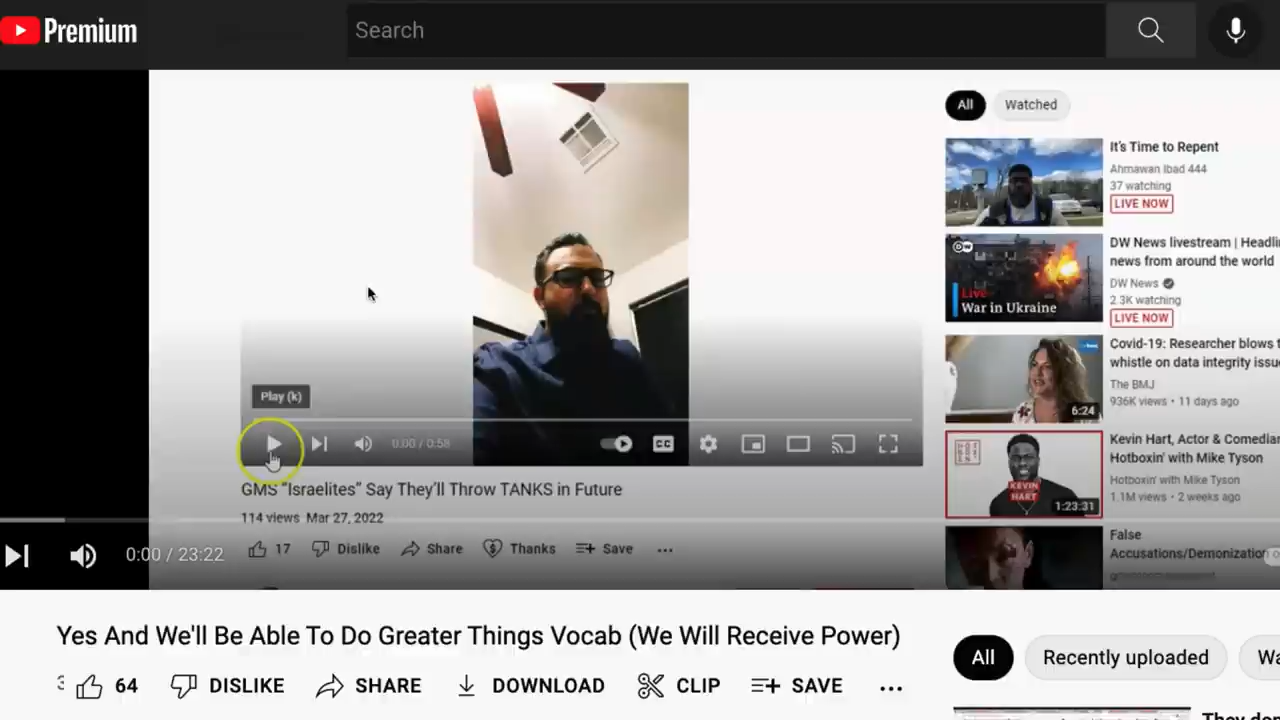 Premium
Search
All
Watched
It's Time to Repent
Ahmawan Ibad 444
37 watching
LIVE NOW
DW News livestream | Headli
news from around the world
DW News
2.3K watching
LIVE NOW
Live
War in Ukraine
Covid-19: Researcher blows t
whistle on data integrity issu
The BMJ
936K views • 11 days ago
6:24
Kevin Hart, Actor & Comedia
Hotboxin' with Mike Tyson
Hotboxin' with Mike Tyson
1.1M views • 2 weeks ago
KEVIN
HART
1:23:31
False
Accusations/Demonization
Play (k)
0:00 / 0:58
CC
GMS "Israelites" Say They'll Throw TANKS in Future
114 views Mar 27, 2022
17 Dislike Share Thanks Save ...
0:00 / 23:22
Yes And We'll Be Able To Do Greater Things Vocab (We Will Receive Power)
64 DISLIKE SHARE DOWNLOAD CLIP SAVE ...
All
Recently uploaded
Wa